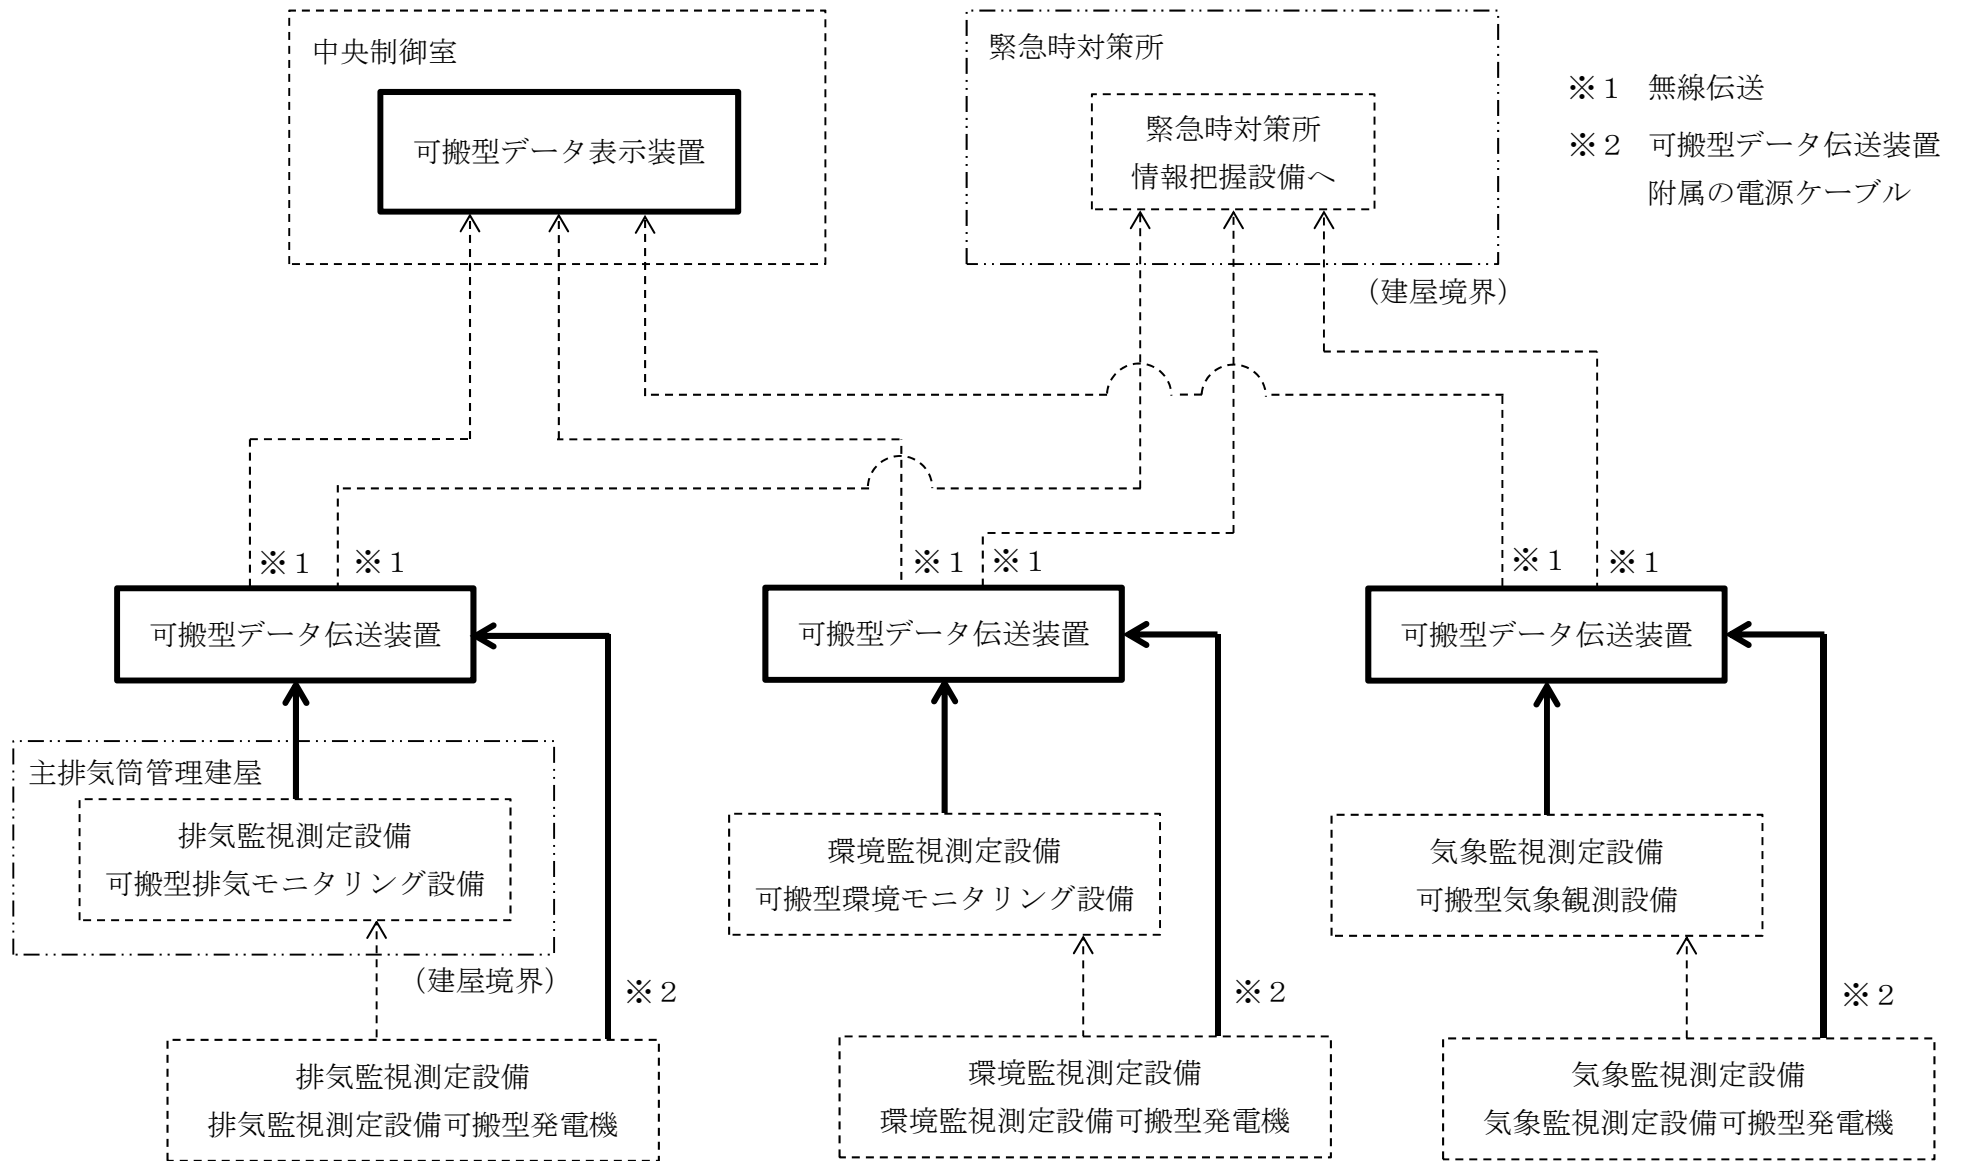 中央制御室
可搬型データ表示装置
緊急時対策所
緊急時対策所
情報把握設備へ
（建屋境界）
※１　無線伝送
※２　可搬型データ伝送装置
附属の電源ケーブル
※１
※１
※１
※１
※１
※１
可搬型データ伝送装置
可搬型データ伝送装置
可搬型データ伝送装置
主排気筒管理建屋
排気監視測定設備
可搬型排気モニタリング設備
（建屋境界）
環境監視測定設備
可搬型環境モニタリング設備
気象監視測定設備
可搬型気象観測設備
※２
※２
※２
排気監視測定設備
排気監視測定設備可搬型発電機
環境監視測定設備
環境監視測定設備可搬型発電機
気象監視測定設備
気象監視測定設備可搬型発電機